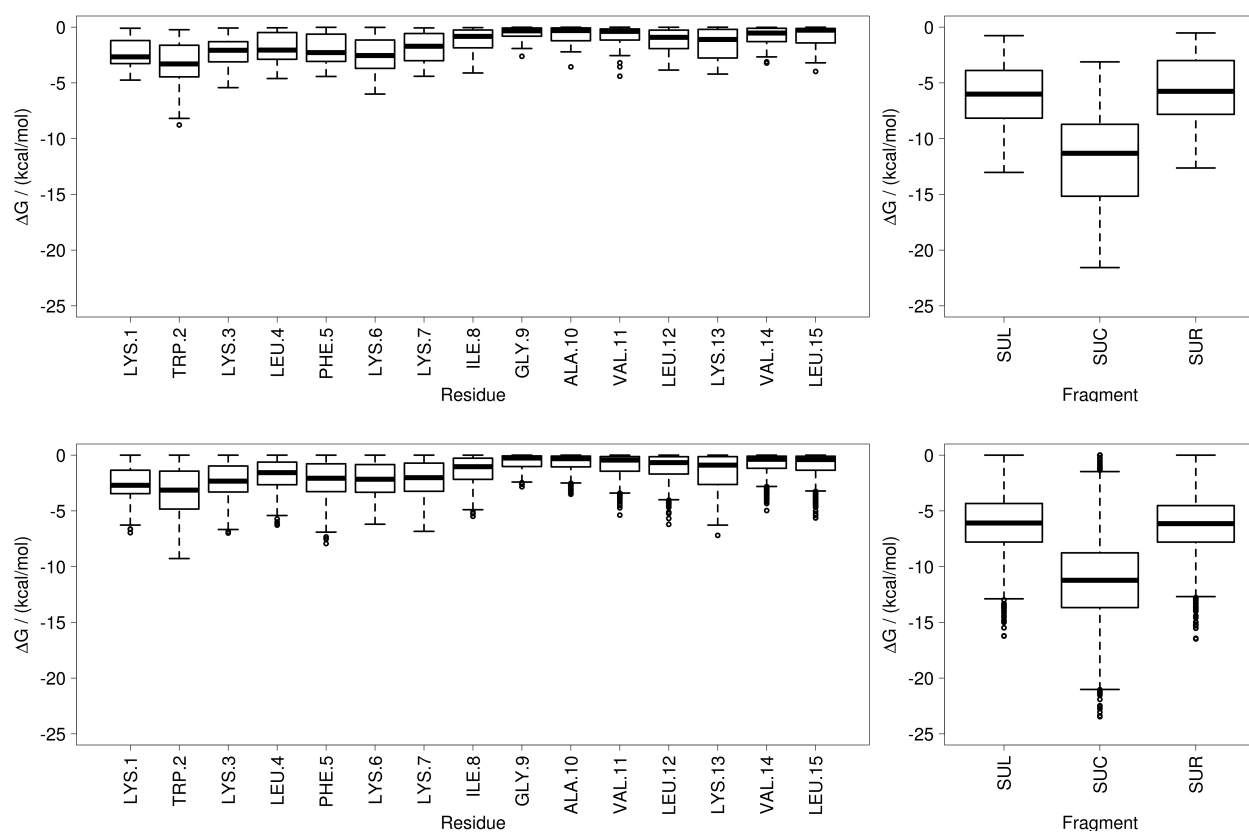 0
-5
-10
-15
-20
-25
ΔG / (kcal/mol)
LYS.1
TRP.2
LYS.3
LEU.4
PHE.5
LYS.6
LYS.7
ILE.8
GLY.9
ALA.10
VAL.11
LEU.12
LYS.13
VAL.14
LEU.15
Residue
0
-5
-10
-15
-20
-25
ΔG / (kcal/mol)
SUL
SUC
SUR
Fragment
0
-5
-10
-15
-20
-25
ΔG / (kcal/mol)
LYS.1
TRP.2
LYS.3
LEU.4
PHE.5
LYS.6
LYS.7
ILE.8
GLY.9
ALA.10
VAL.11
LEU.12
LYS.13
VAL.14
LEU.15
Residue
0
-5
-10
-15
-20
-25
ΔG / (kcal/mol)
SUL
SUC
SUR
Fragment